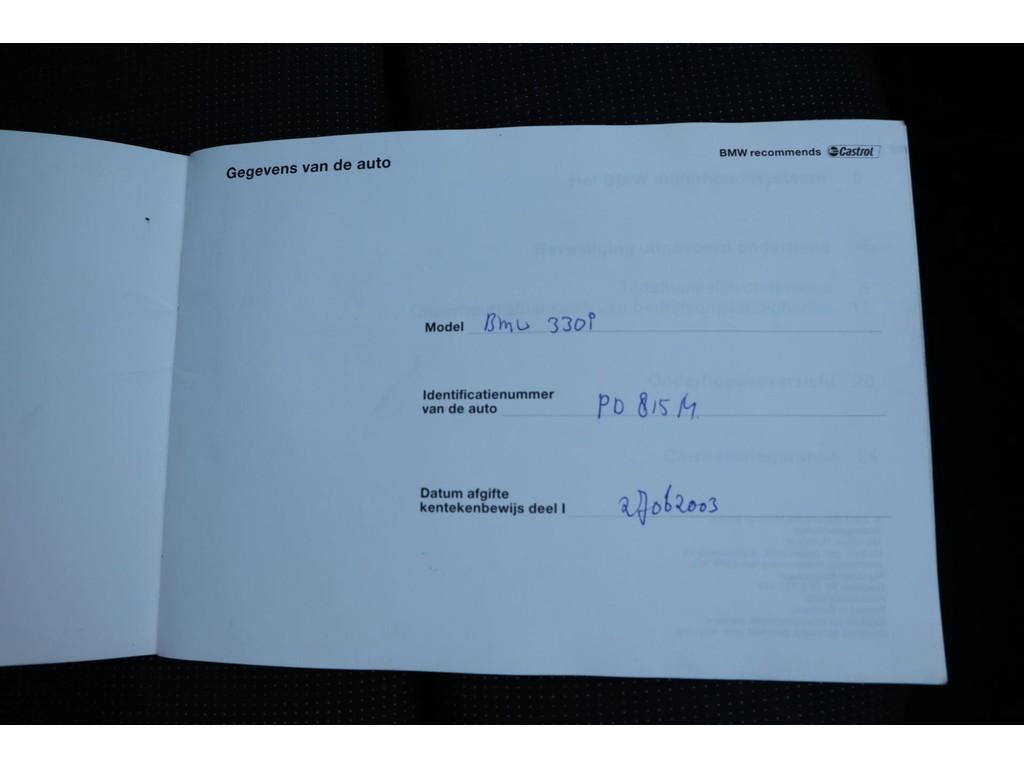 Gegevens van de auto
BMW recommends Castrol
Model Bmw 330i
Identificatienummer
van de auto PD 815 M
Datum afgifte
kentekenbewijs deel I 27062003